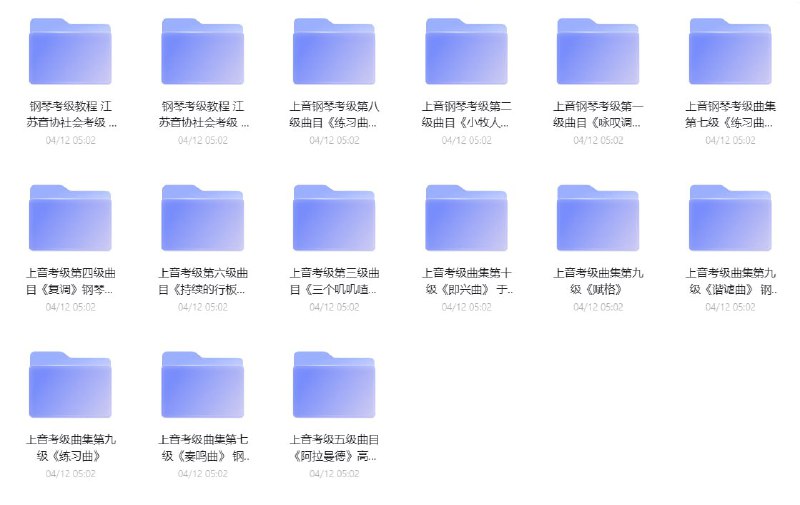 钢琴考级教程 江
苏音协社会考级 ...
04/12 05:02
钢琴考级教程 江
苏音协社会考级 ...
04/12 05:02
上音钢琴考级第八
级曲目《练习曲...
04/12 05:02
上音钢琴考级第二
级曲目《小牧人...
04/12 05:02
上音钢琴考级第一
级曲目《咏叹调...
04/12 05:02
上音钢琴考级曲集
第七级《练习曲...
04/12 05:02
上音考级第四级曲
目《复调》钢琴...
04/12 05:02
上音考级第六级曲
目《持续的行板...
04/12 05:02
上音考级第三级曲
目《三个叽叽喳...
04/12 05:02
上音考级曲集第十
级《即兴曲》 于..
04/12 05:02
上音考级曲集第九
级《赋格》
04/12 05:02
上音考级曲集第九
级《谐谑曲》 钢..
04/12 05:02
上音考级曲集第九
级《练习曲》
04/12 05:02
上音考级曲集第七
级《奏鸣曲》 钢..
04/12 05:02
上音考级五级曲目
《阿拉曼德》高...
04/12 05:02